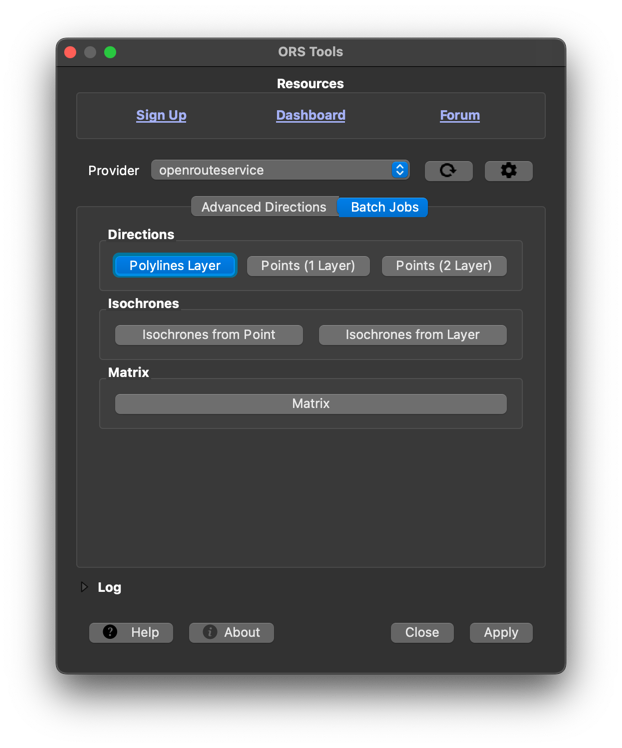 ORS Tools
Resources
Sign Up Dashboard Forum
Provider openrouteservice
Advanced Directions Batch Jobs
Directions
Polylines Layer Points (1 Layer) Points (2 Layer)
Isochrones
Isochrones from Point Isochrones from Layer
Matrix
Matrix
Log
? Help i About Close Apply